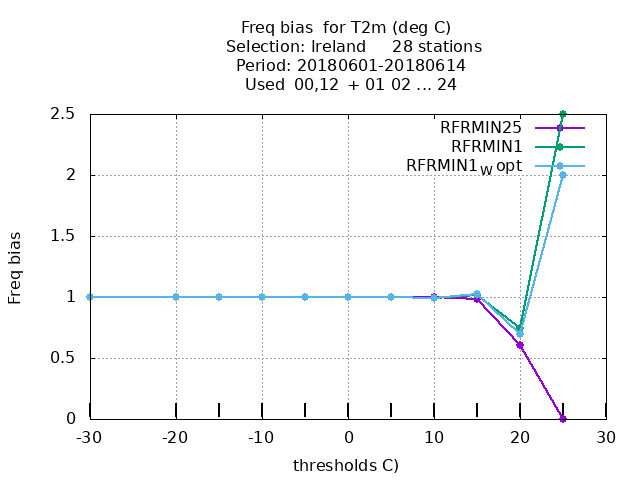 Freq bias for T2m (deg C)
Selection: Ireland 28 stations
Period: 20180601-20180614
Used 00,12 + 01 02 ... 24
2.5
2
1.5
1
0.5
0
Freq bias
RFRMIN25
RFRMIN1
RFRMIN1W opt
-30 -20 -10 0 10 20 30
thresholds C)